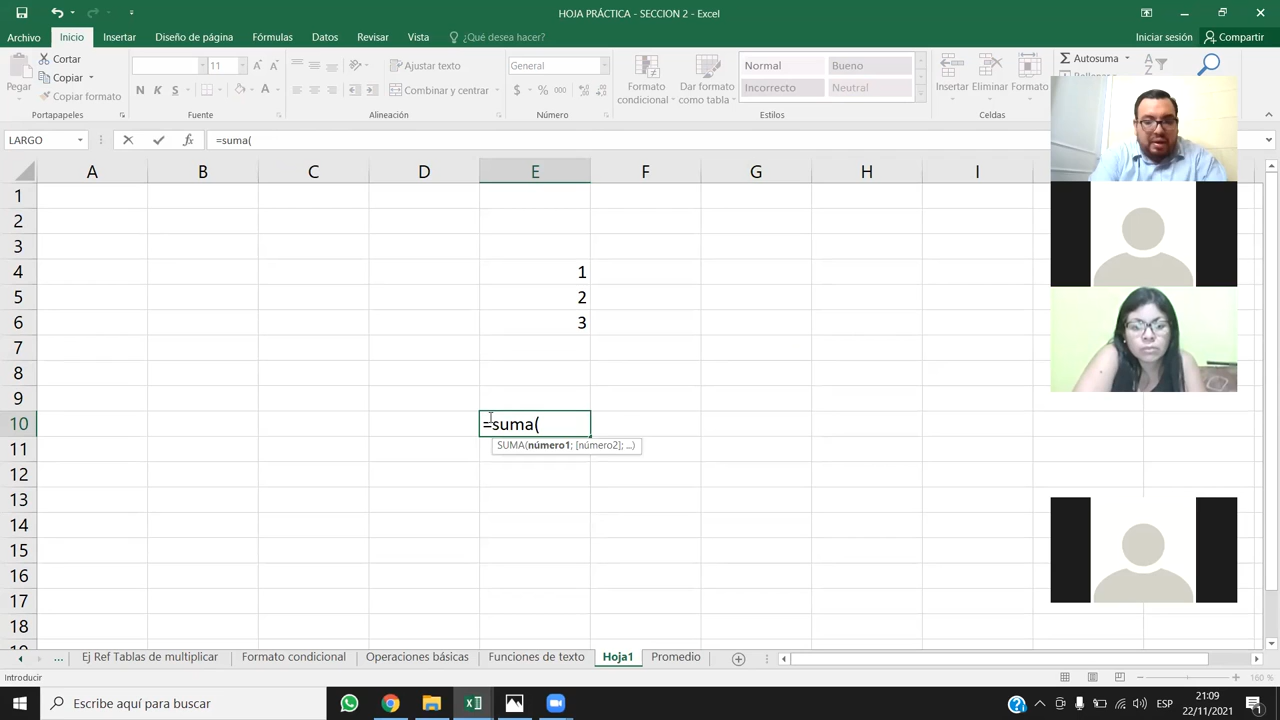 HOJA PRÁCTICA - SECCION 2 - Excel
Archivo Inicio Insertar Diseño de página Fórmulas Datos Revisar Vista ¿Qué desea hacer? Iniciar sesión Compartir
Cortar
Copiar
Copiar formato
Pegar
Portapapeles
11
N K S
Fuente
Ajustar texto
Combinar y centrar
Alineación
General
$ % 000
Número
Formato condicional
Dar formato como tabla
Normal Bueno
Incorrecto Neutral
Estilos
Insertar Eliminar Formato
Celdas
Autosuma
LARGO fx =suma(
A B C D E F G H I
1
2
3
4 1
5 2
6 3
7
8
9
10 =suma(
11 SUMA(número1; [número2]; ...)
12
13
14
15
16
17
18
... Ej Ref Tablas de multiplicar Formato condicional Operaciones básicas Funciones de texto Hoja1 Promedio
Introducir 160 %
Escribe aquí para buscar ESP 21:09
22/11/2021